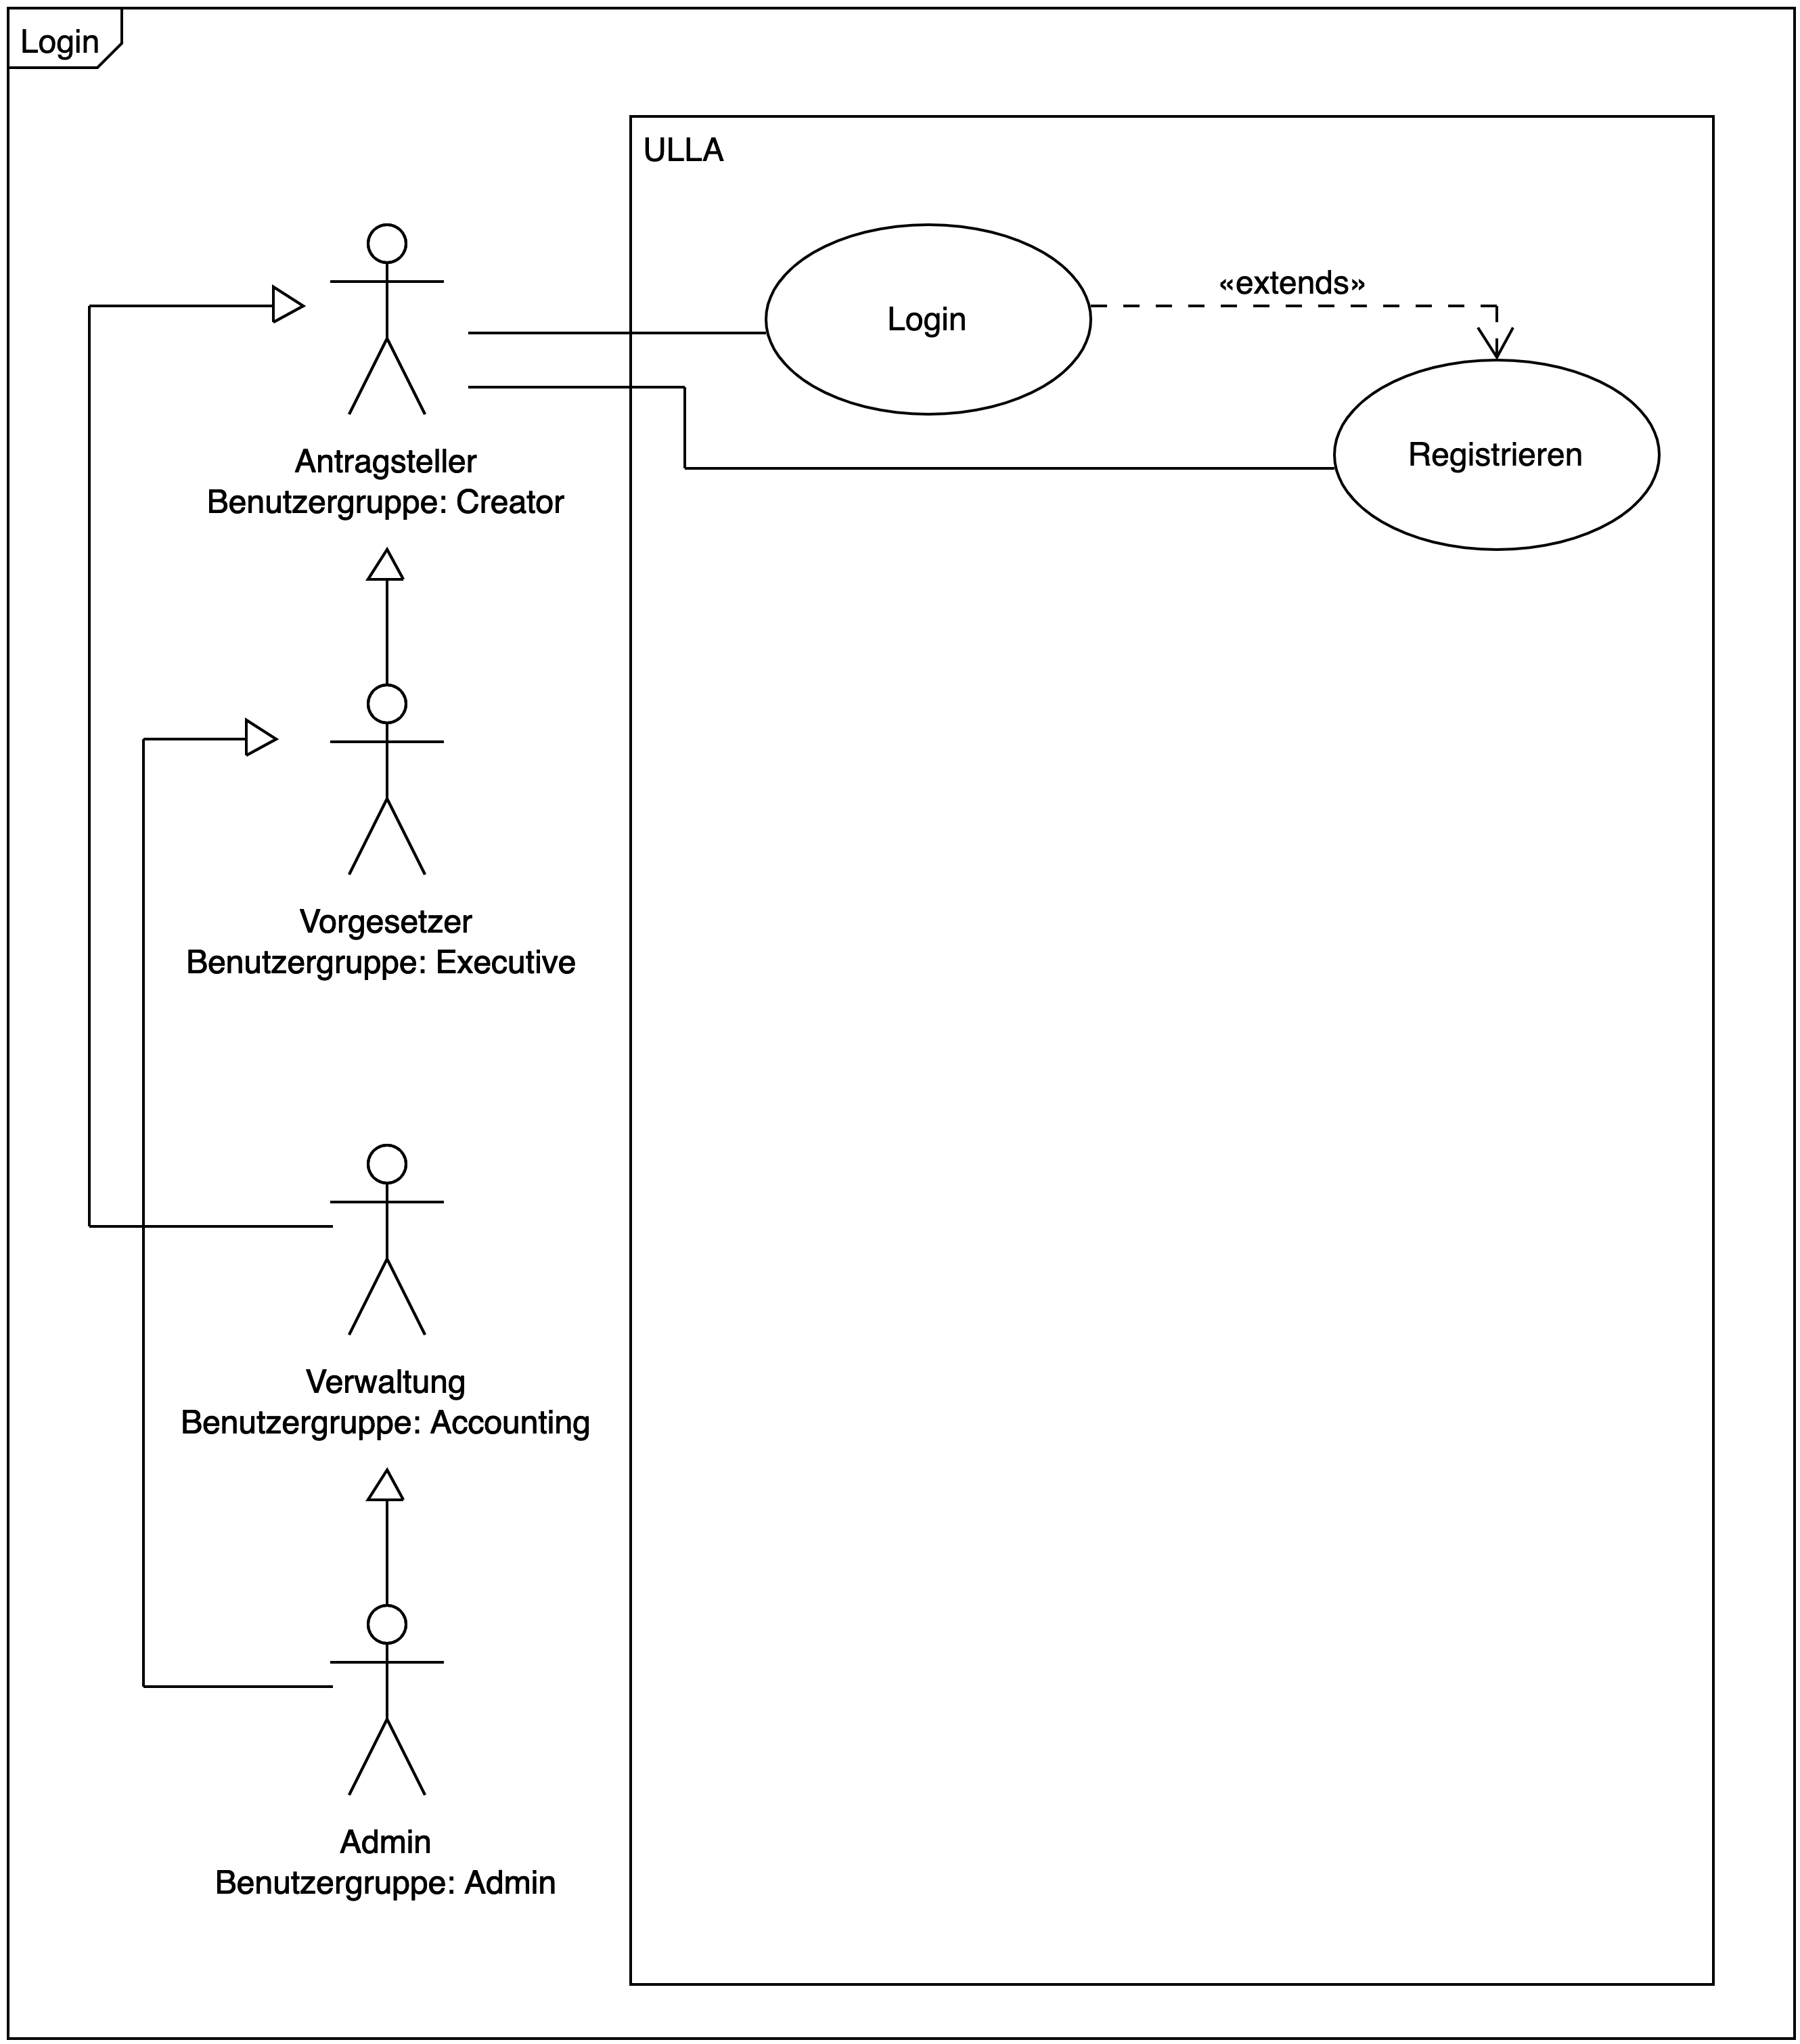 Login
ULLA
Login
«extends»
Registrieren
Antragsteller
Benutzergruppe: Creator
Vorgesetzer
Benutzergruppe: Executive
Verwaltung
Benutzergruppe: Accounting
Admin
Benutzergruppe: Admin